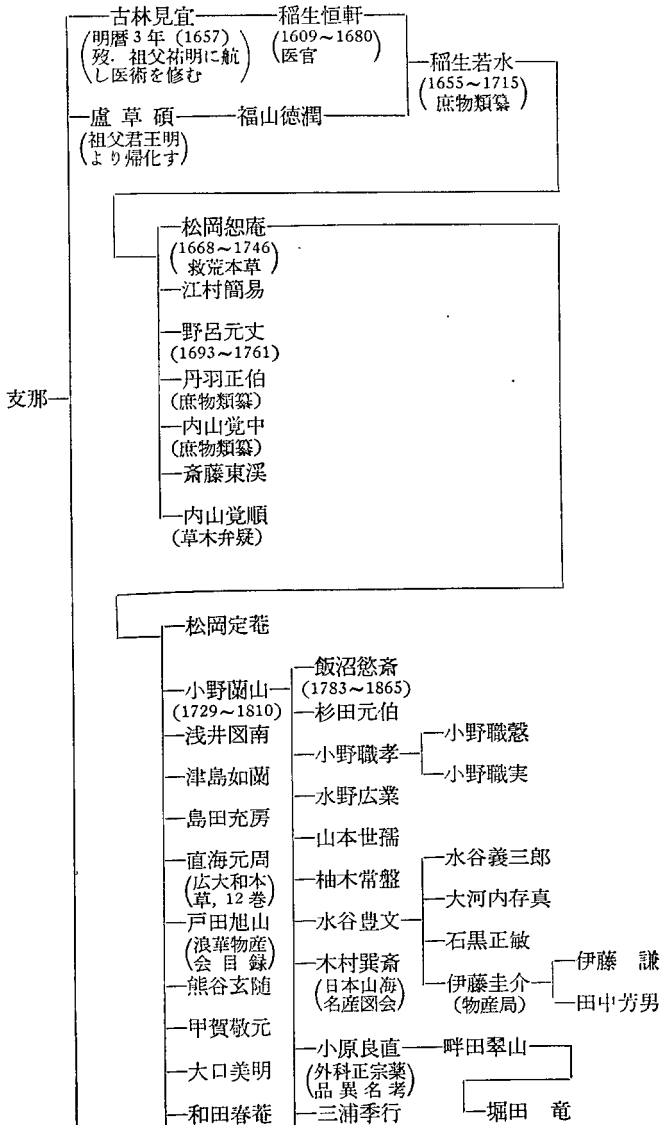 古林見宜
(明暦3年(1657)
歿.祖父祐明に航
し医術を修む)
稲生恒軒
(1609～1680)
(医官)
稲生若水
(1655～1715)
(庶物類纂)
盧草碩
(祖父君王明
より帰化す)
福山徳潤
支那
松岡恕庵
(1668～1746)
(救荒本草)
江村簡易
野呂元丈
(1693～1761)
丹羽正伯
(庶物類纂)
内山覚中
(庶物類纂)
斎藤東渓
内山覚順
(草木弁疑)
松岡定菴
小野蘭山
(1729～1810)
浅井図南
津島如蘭
島田充房
直海元周
(広大和本
草,12巻)
戸田旭山
(浪華物産
会目録)
熊谷玄随
甲賀敬元
大口美明
和田春菴
飯沼慾斎
(1783～1865)
杉田元伯
小野職孝
小野職愨
小野職実
水野広業
山本世孺
柚木常盤
水谷豊文
水谷義三郎
大河内存真
石黒正敏
伊藤圭介
(物産局)
伊藤 謙
田中芳男
木村巽斎
(日本山海
名産図会)
小原良直
(外科正宗薬
品異名考)
畔田翠山
堀田 竜
三浦季行